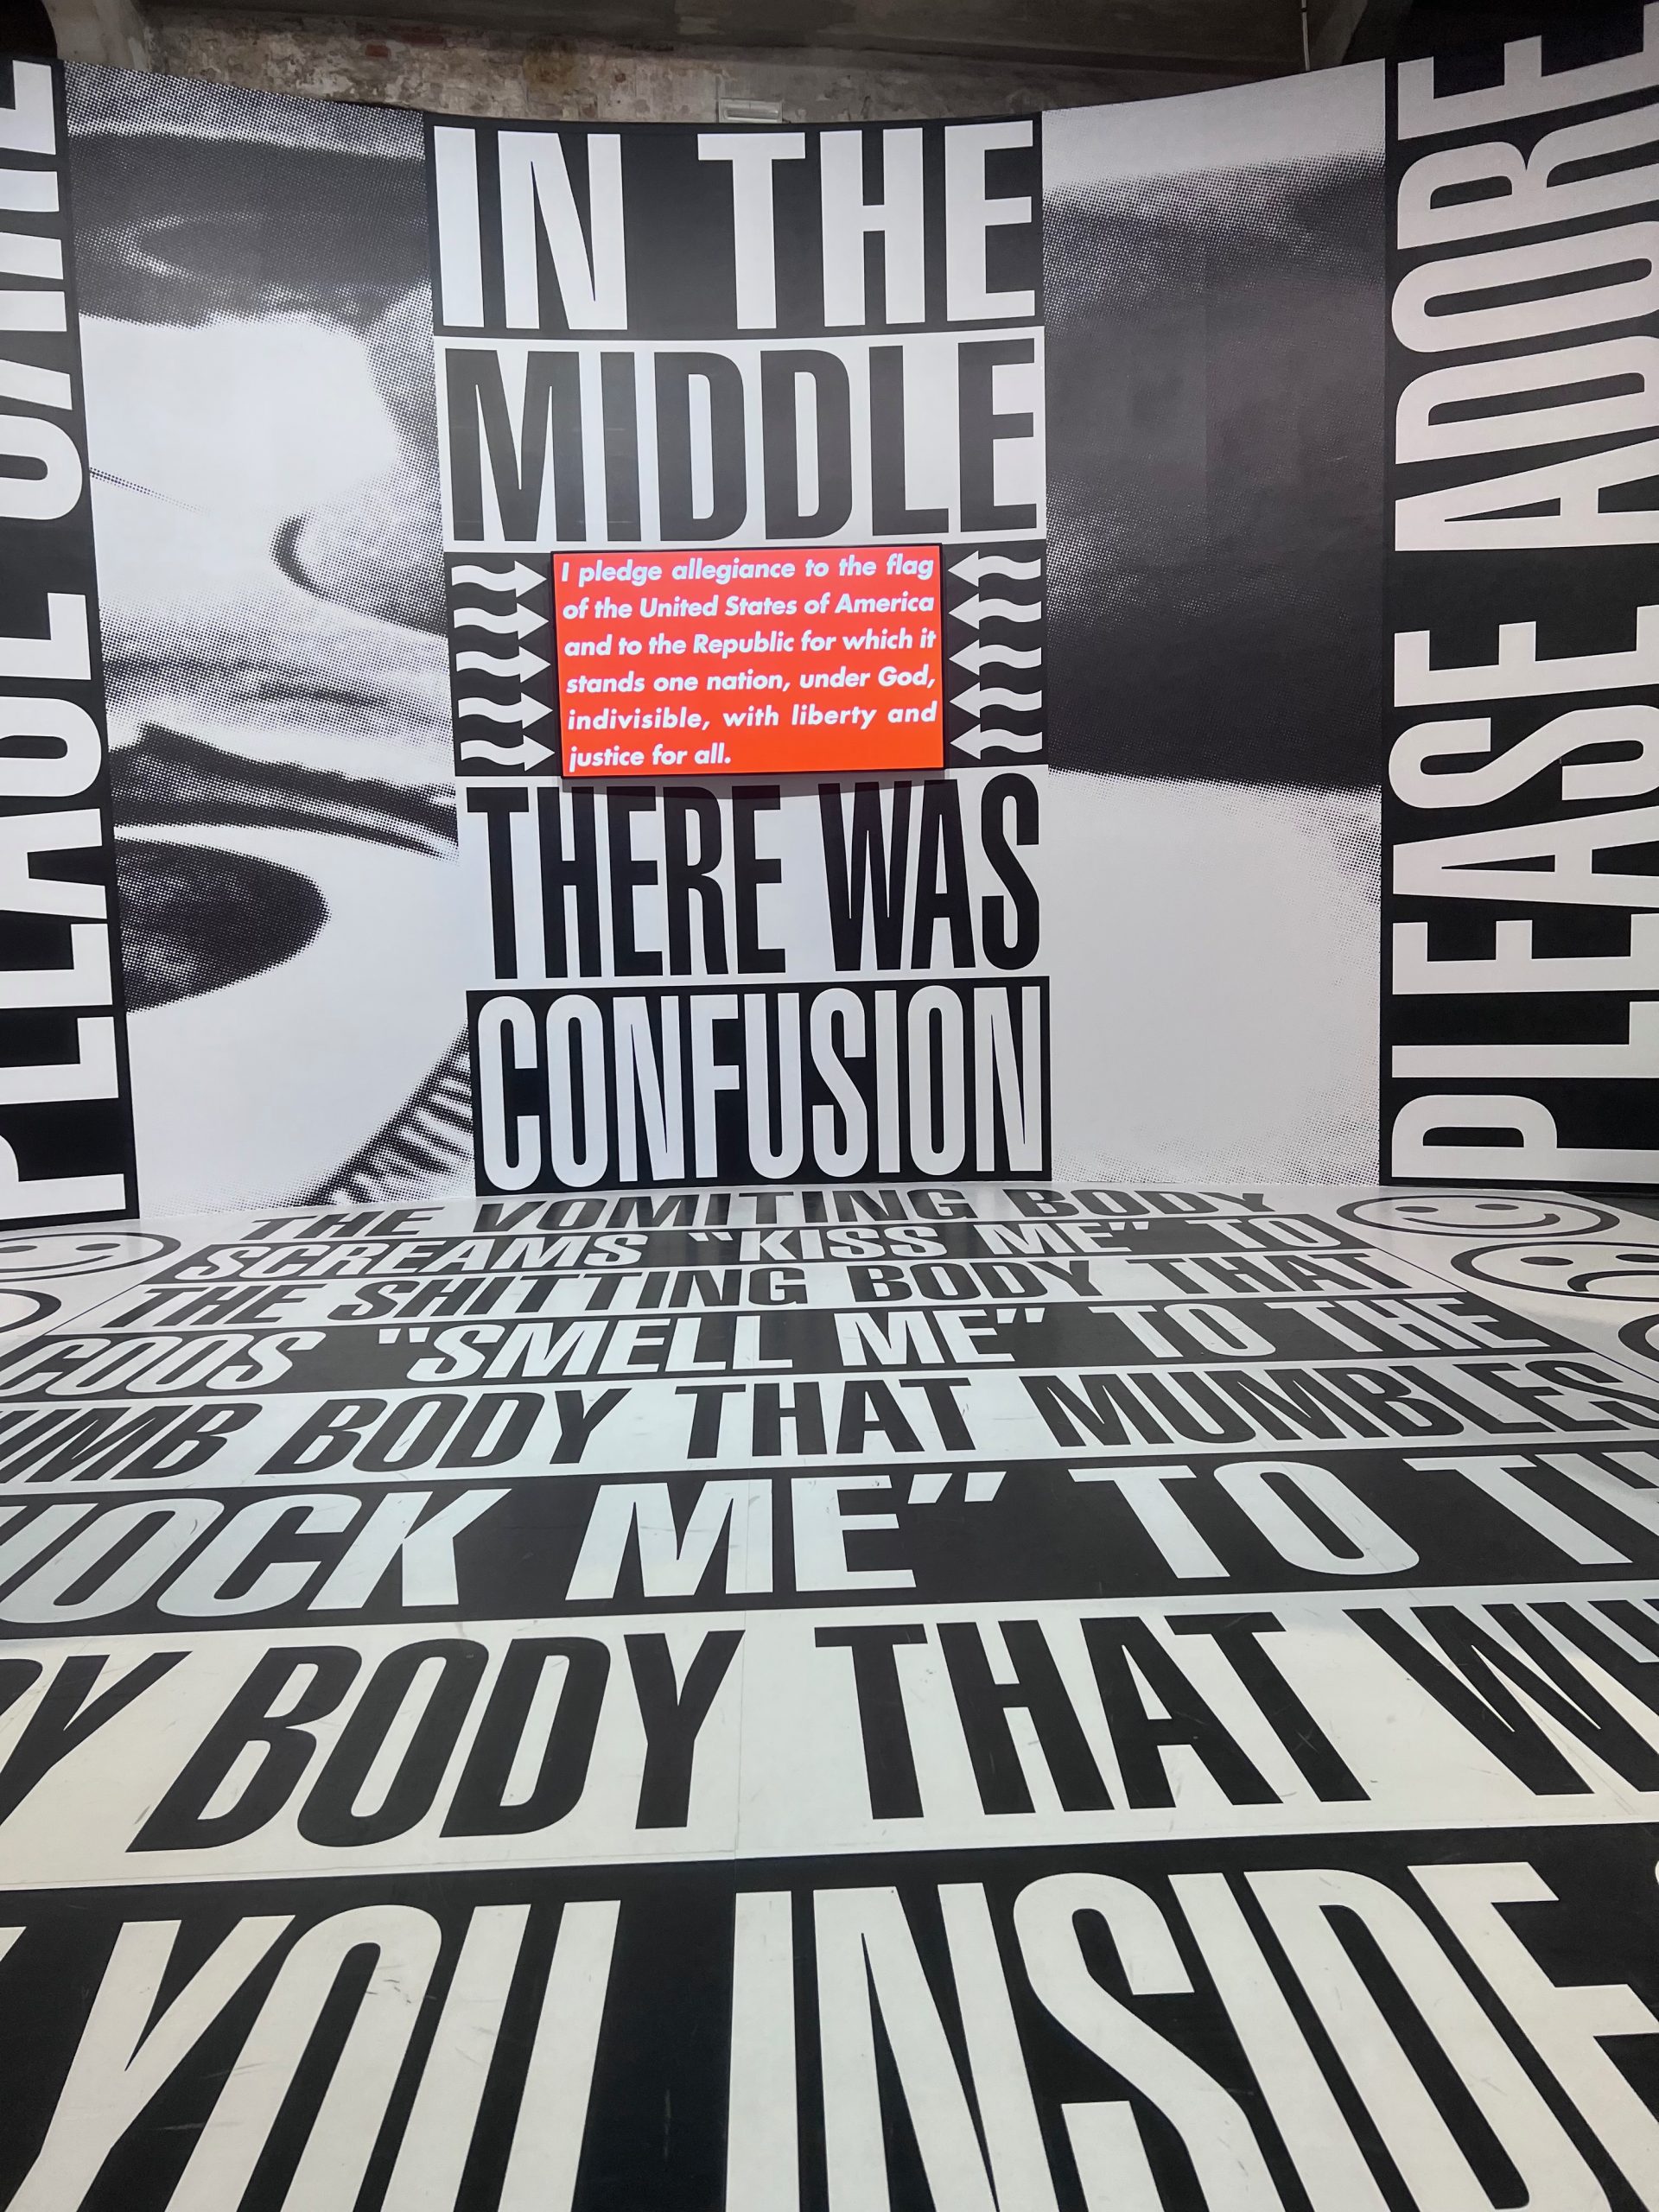 PLEASE
IN THE
MIDDLE
I pledge allegiance to the flag
of the United States of America
and to the Republic for which it
stands one nation, under God,
indivisible, with liberty and
justice for all.
THERE WAS
CONFUSION
PLEASE ADORE
THE VOMITING BODY
SCREAMS "KISS ME" TO
THE SHITTING BODY THAT
COOS "SMELL ME" TO THE
BODY THAT MUMBLES
ME" TO
BODY THAT
YOU INSIDE